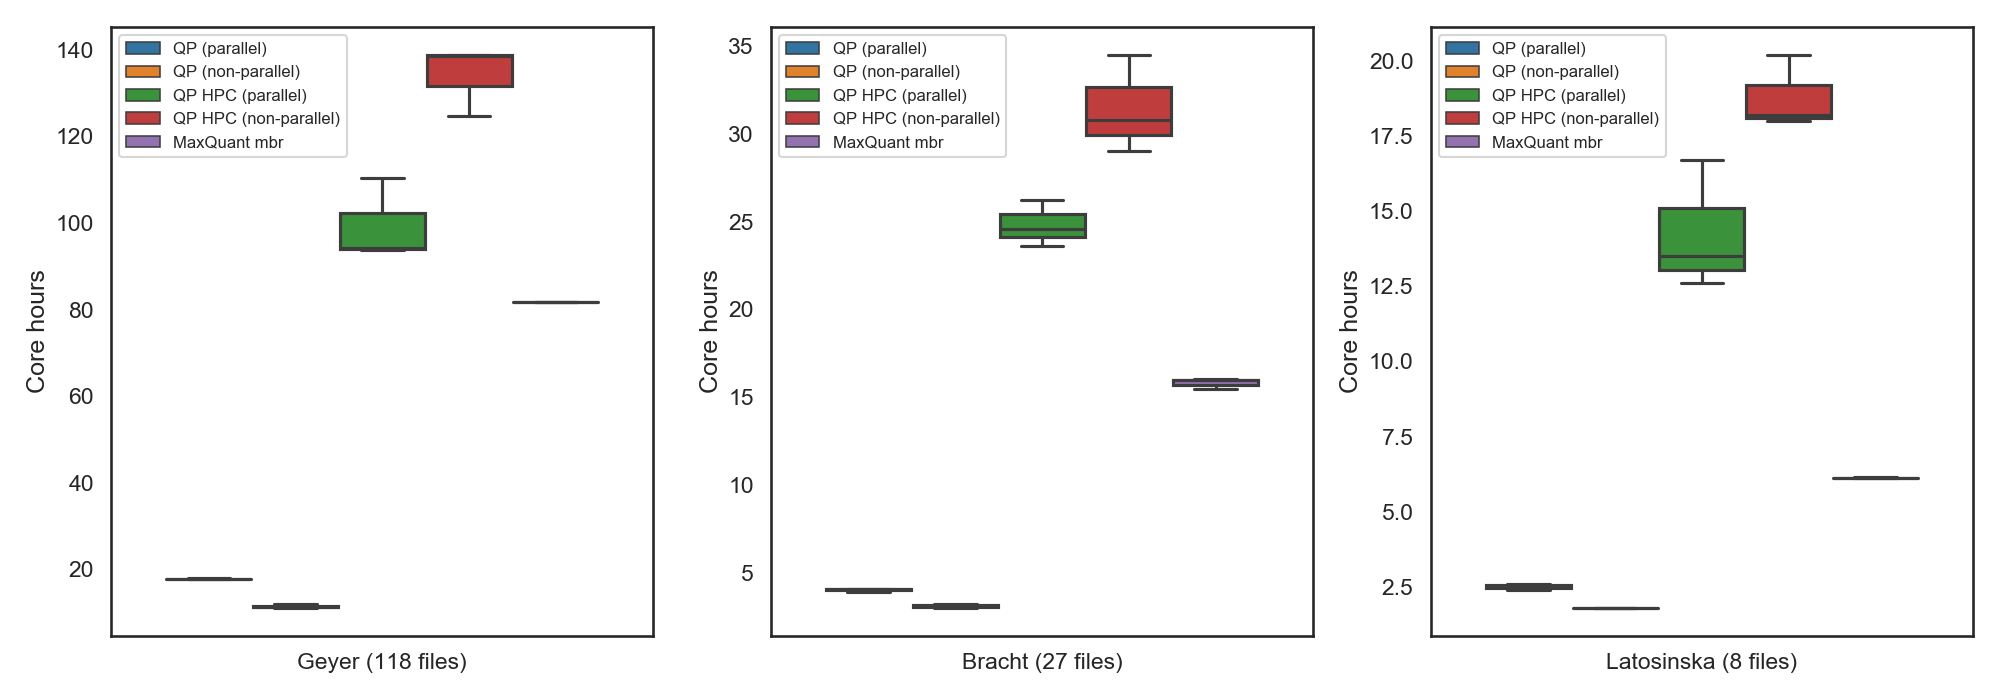 140
120
100
80
60
40
20
Core hours
QP (parallel)
QP (non-parallel)
QP HPC (parallel)
QP HPC (non-parallel)
MaxQuant mbr
Geyer (118 files)
35
30
25
20
15
10
5
Core hours
QP (parallel)
QP (non-parallel)
QP HPC (parallel)
QP HPC (non-parallel)
MaxQuant mbr
Bracht (27 files)
20.0
17.5
15.0
12.5
10.0
7.5
5.0
2.5
Core hours
QP (parallel)
QP (non-parallel)
QP HPC (parallel)
QP HPC (non-parallel)
MaxQuant mbr
Latosinska (8 files)